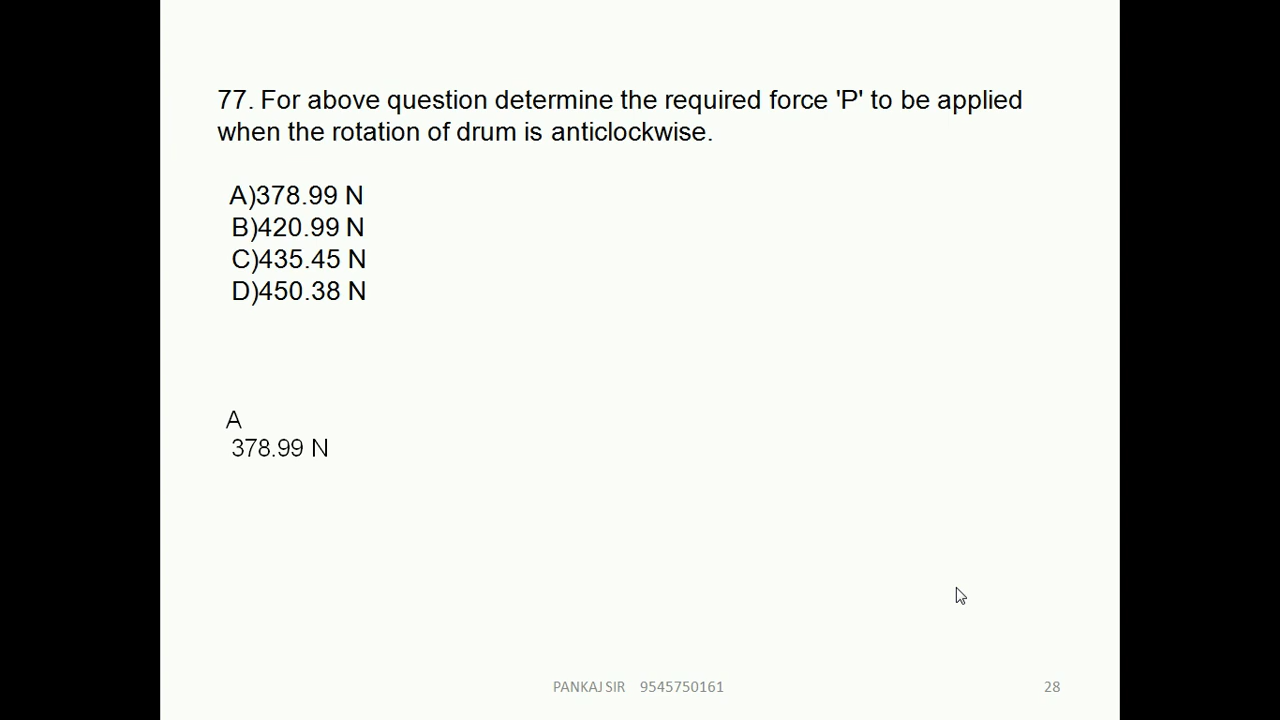 77. For above question determine the required force 'P' to be applied
when the rotation of drum is anticlockwise.
A)378.99 N
B)420.99 N
C)435.45 N
D)450.38 N
A
378.99 N
PANKAJ SIR 9545750161
28